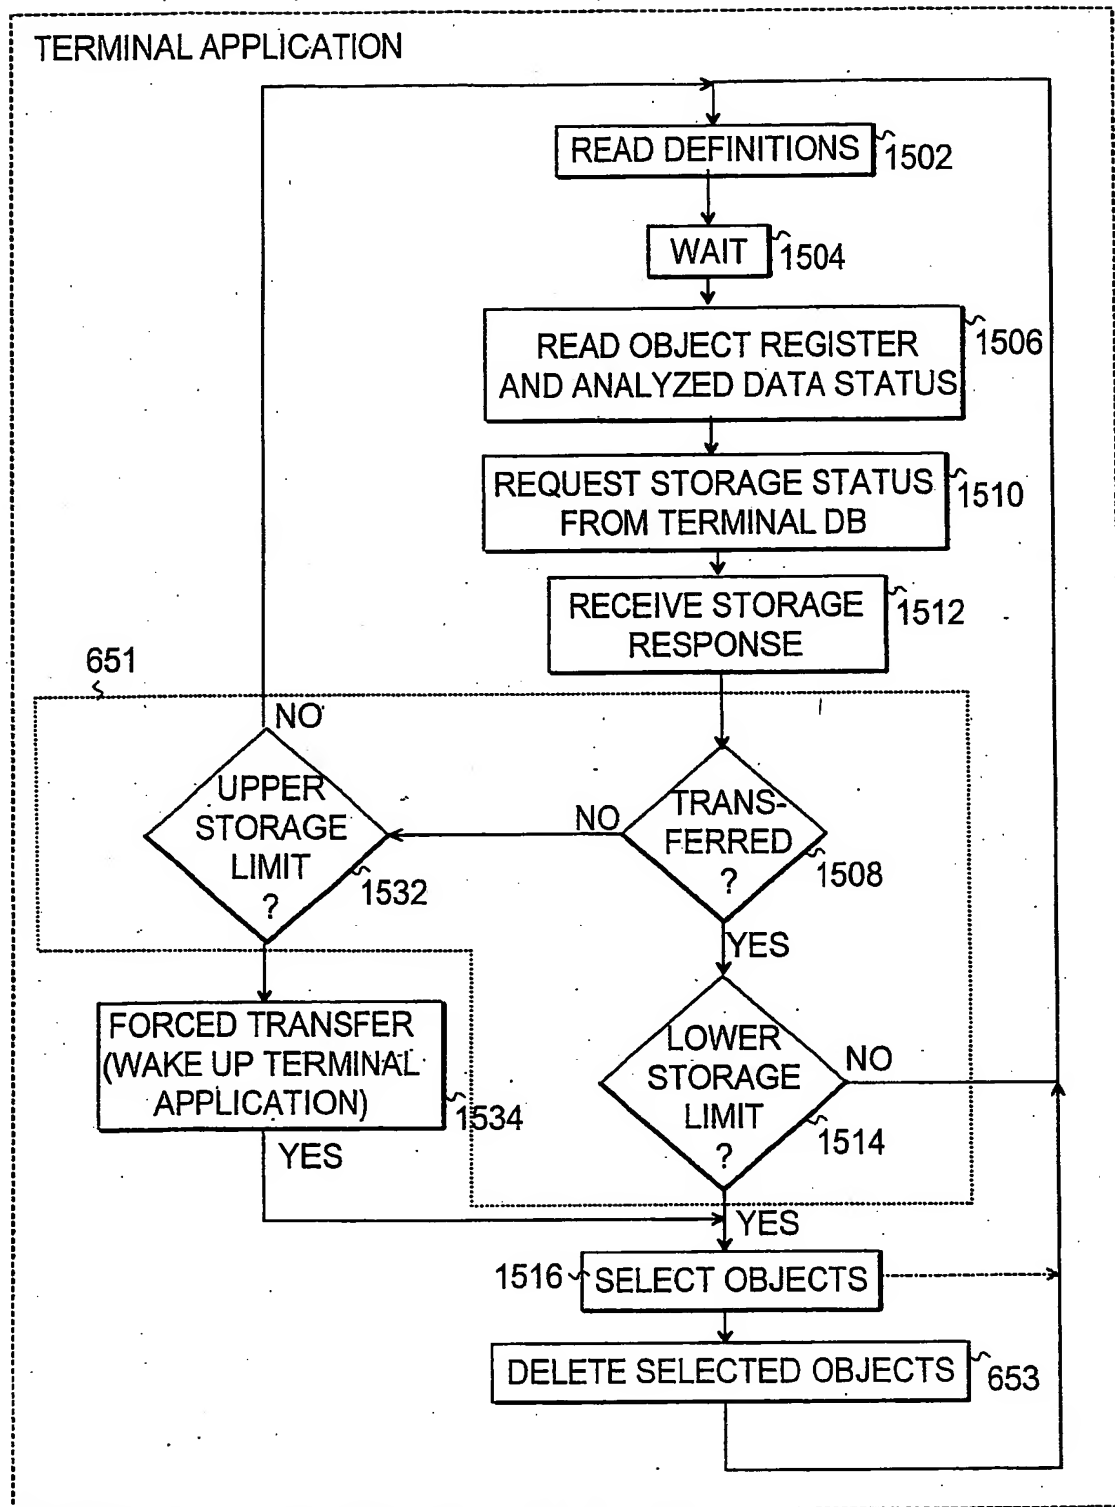 TERMINAL APPLICATION
READ DEFINITIONS
1502
WAIT
1504
READ OBJECT REGISTER
AND ANALYZED DATA STATUS
1506
REQUEST STORAGE STATUS
FROM TERMINAL DB
1510
RECEIVE STORAGE
RESPONSE
1512
651
NO
UPPER
STORAGE
LIMIT
?
1532
NO
TRANS-
FERRED
?
1508
YES
FORCED TRANSFER
(WAKE UP TERMINAL
APPLICATION)
1534
YES
LOWER
STORAGE
LIMIT
?
1514
NO
YES
1516
SELECT OBJECTS
DELETE SELECTED OBJECTS
653